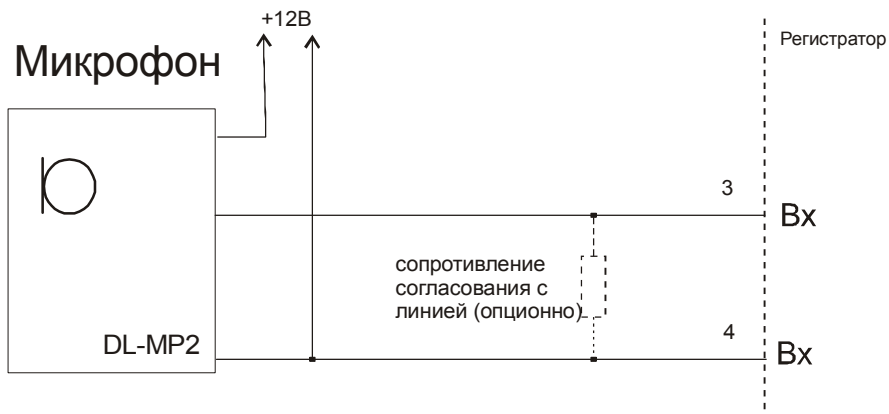 +12В
Регистратор
Микрофон
3
Вх
сопротивление
согласования с
линией (опционно)
4
DL-MP2
Вх